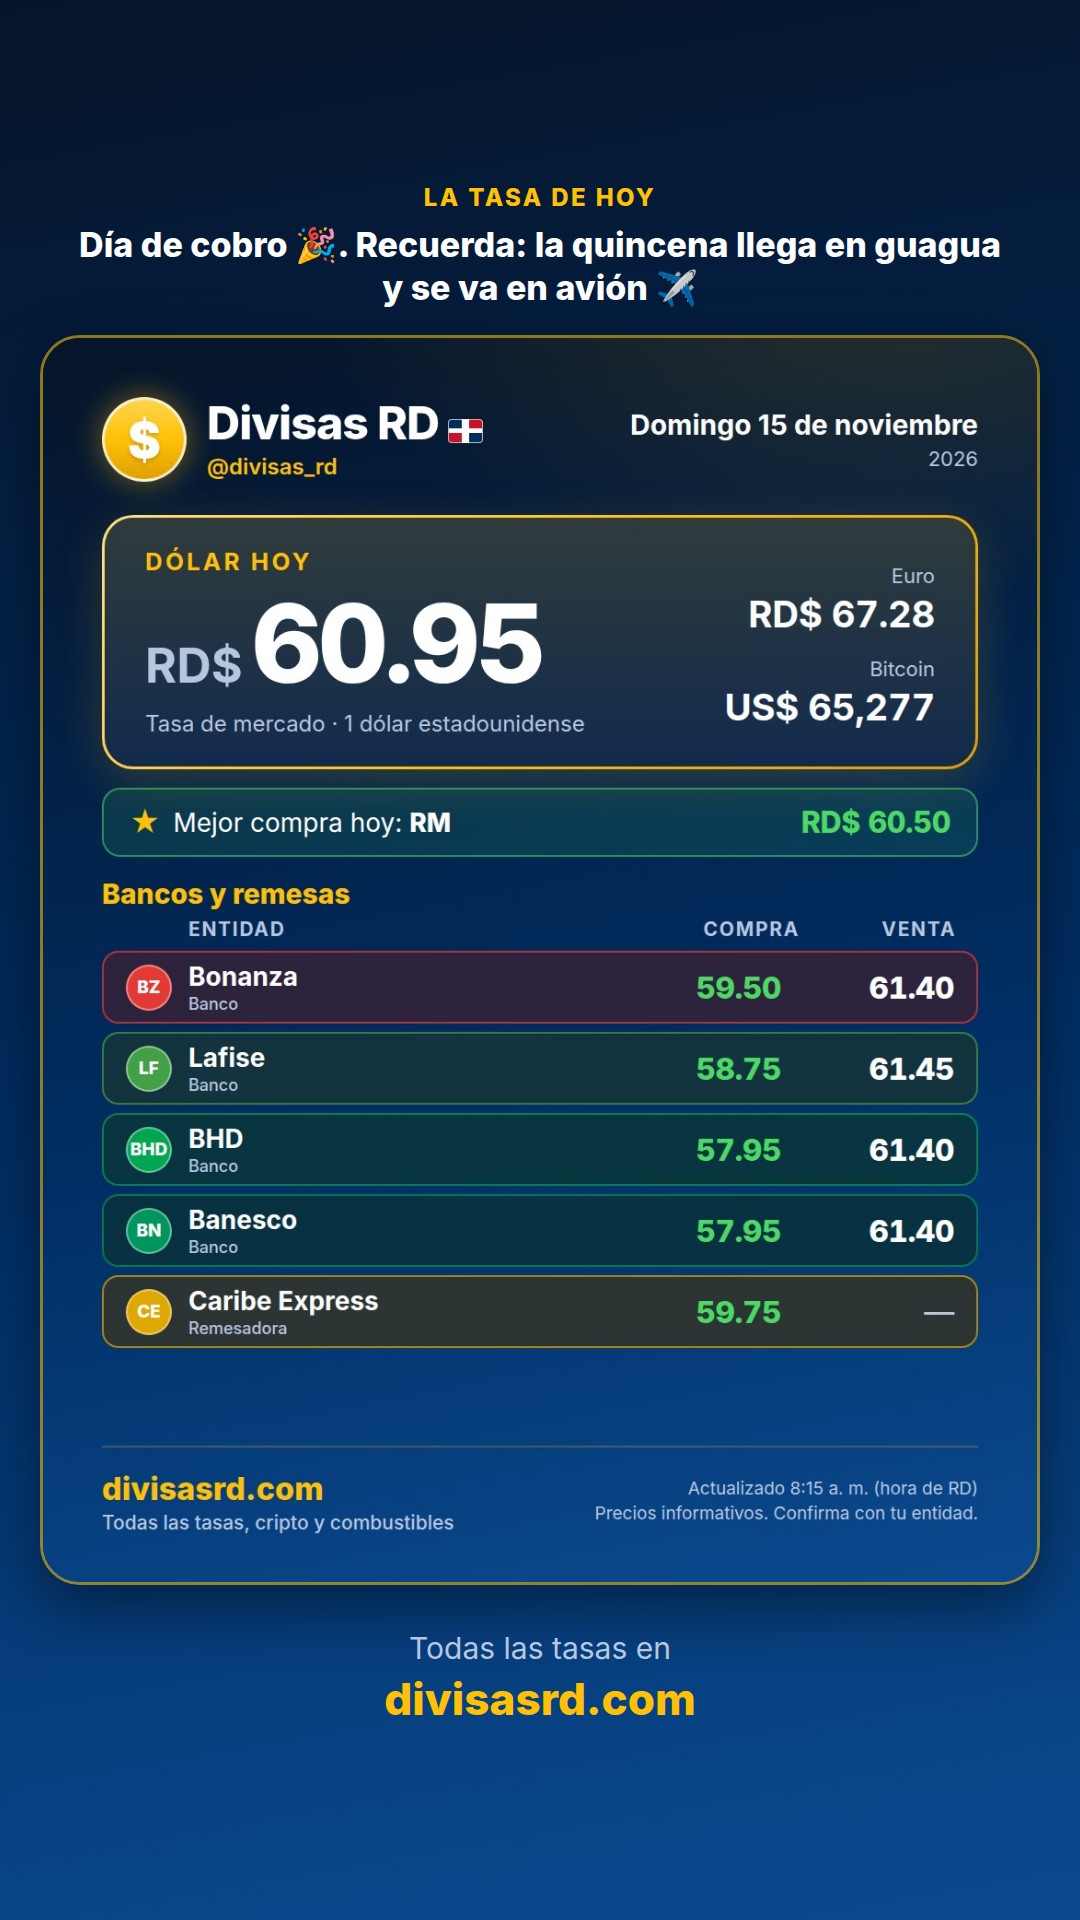 LA TASA DE HOY
Día de cobro 🎉. Recuerda: la quincena llega en guagua
y se va en avión ✈️
$
Divisas RD
@divisas_rd
Domingo 15 de noviembre
2026
DÓLAR HOY
RD$ 60.95
Tasa de mercado · 1 dólar estadounidense
Euro
RD$ 67.28
Bitcoin
US$ 65,277
★ Mejor compra hoy: RM RD$ 60.50
Bancos y remesas
ENTIDAD COMPRA VENTA
BZ Bonanza 59.50 61.40
Banco
LF Lafise 58.75 61.45
Banco
BHD BHD 57.95 61.40
Banco
BN Banesco 57.95 61.40
Banco
CE Caribe Express 59.75 —
Remesadora
divisasrd.com
Todas las tasas, cripto y combustibles
Actualizado 8:15 a. m. (hora de RD)
Precios informativos. Confirma con tu entidad.
Todas las tasas en
divisasrd.com